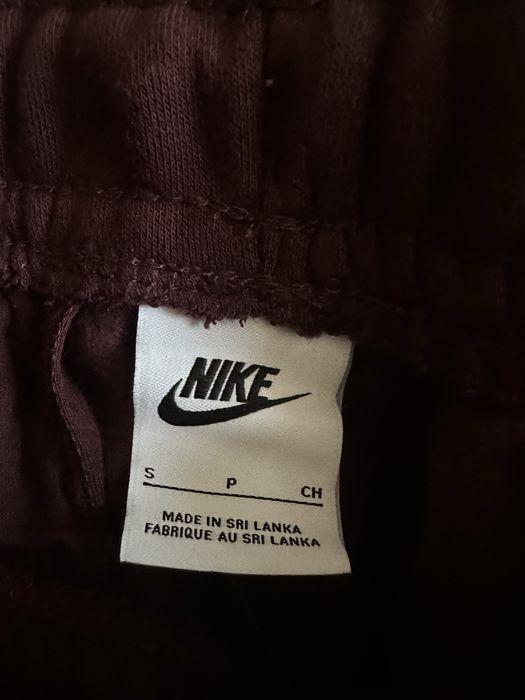 NIKE
S P CH
MADE IN SRI LANKA
FABRIQUE AU SRI LANKA